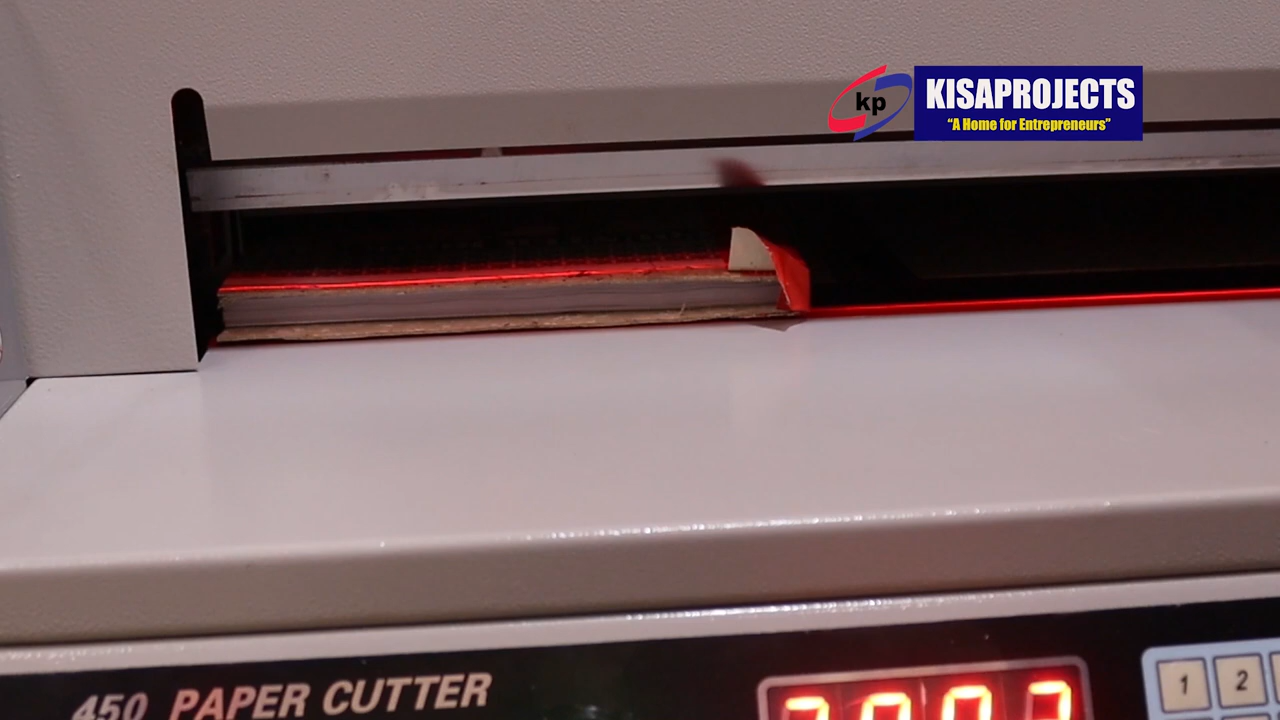 kp
KISAPROJECTS
“A Home for Entrepreneurs”
450 PAPER CUTTER
1 2